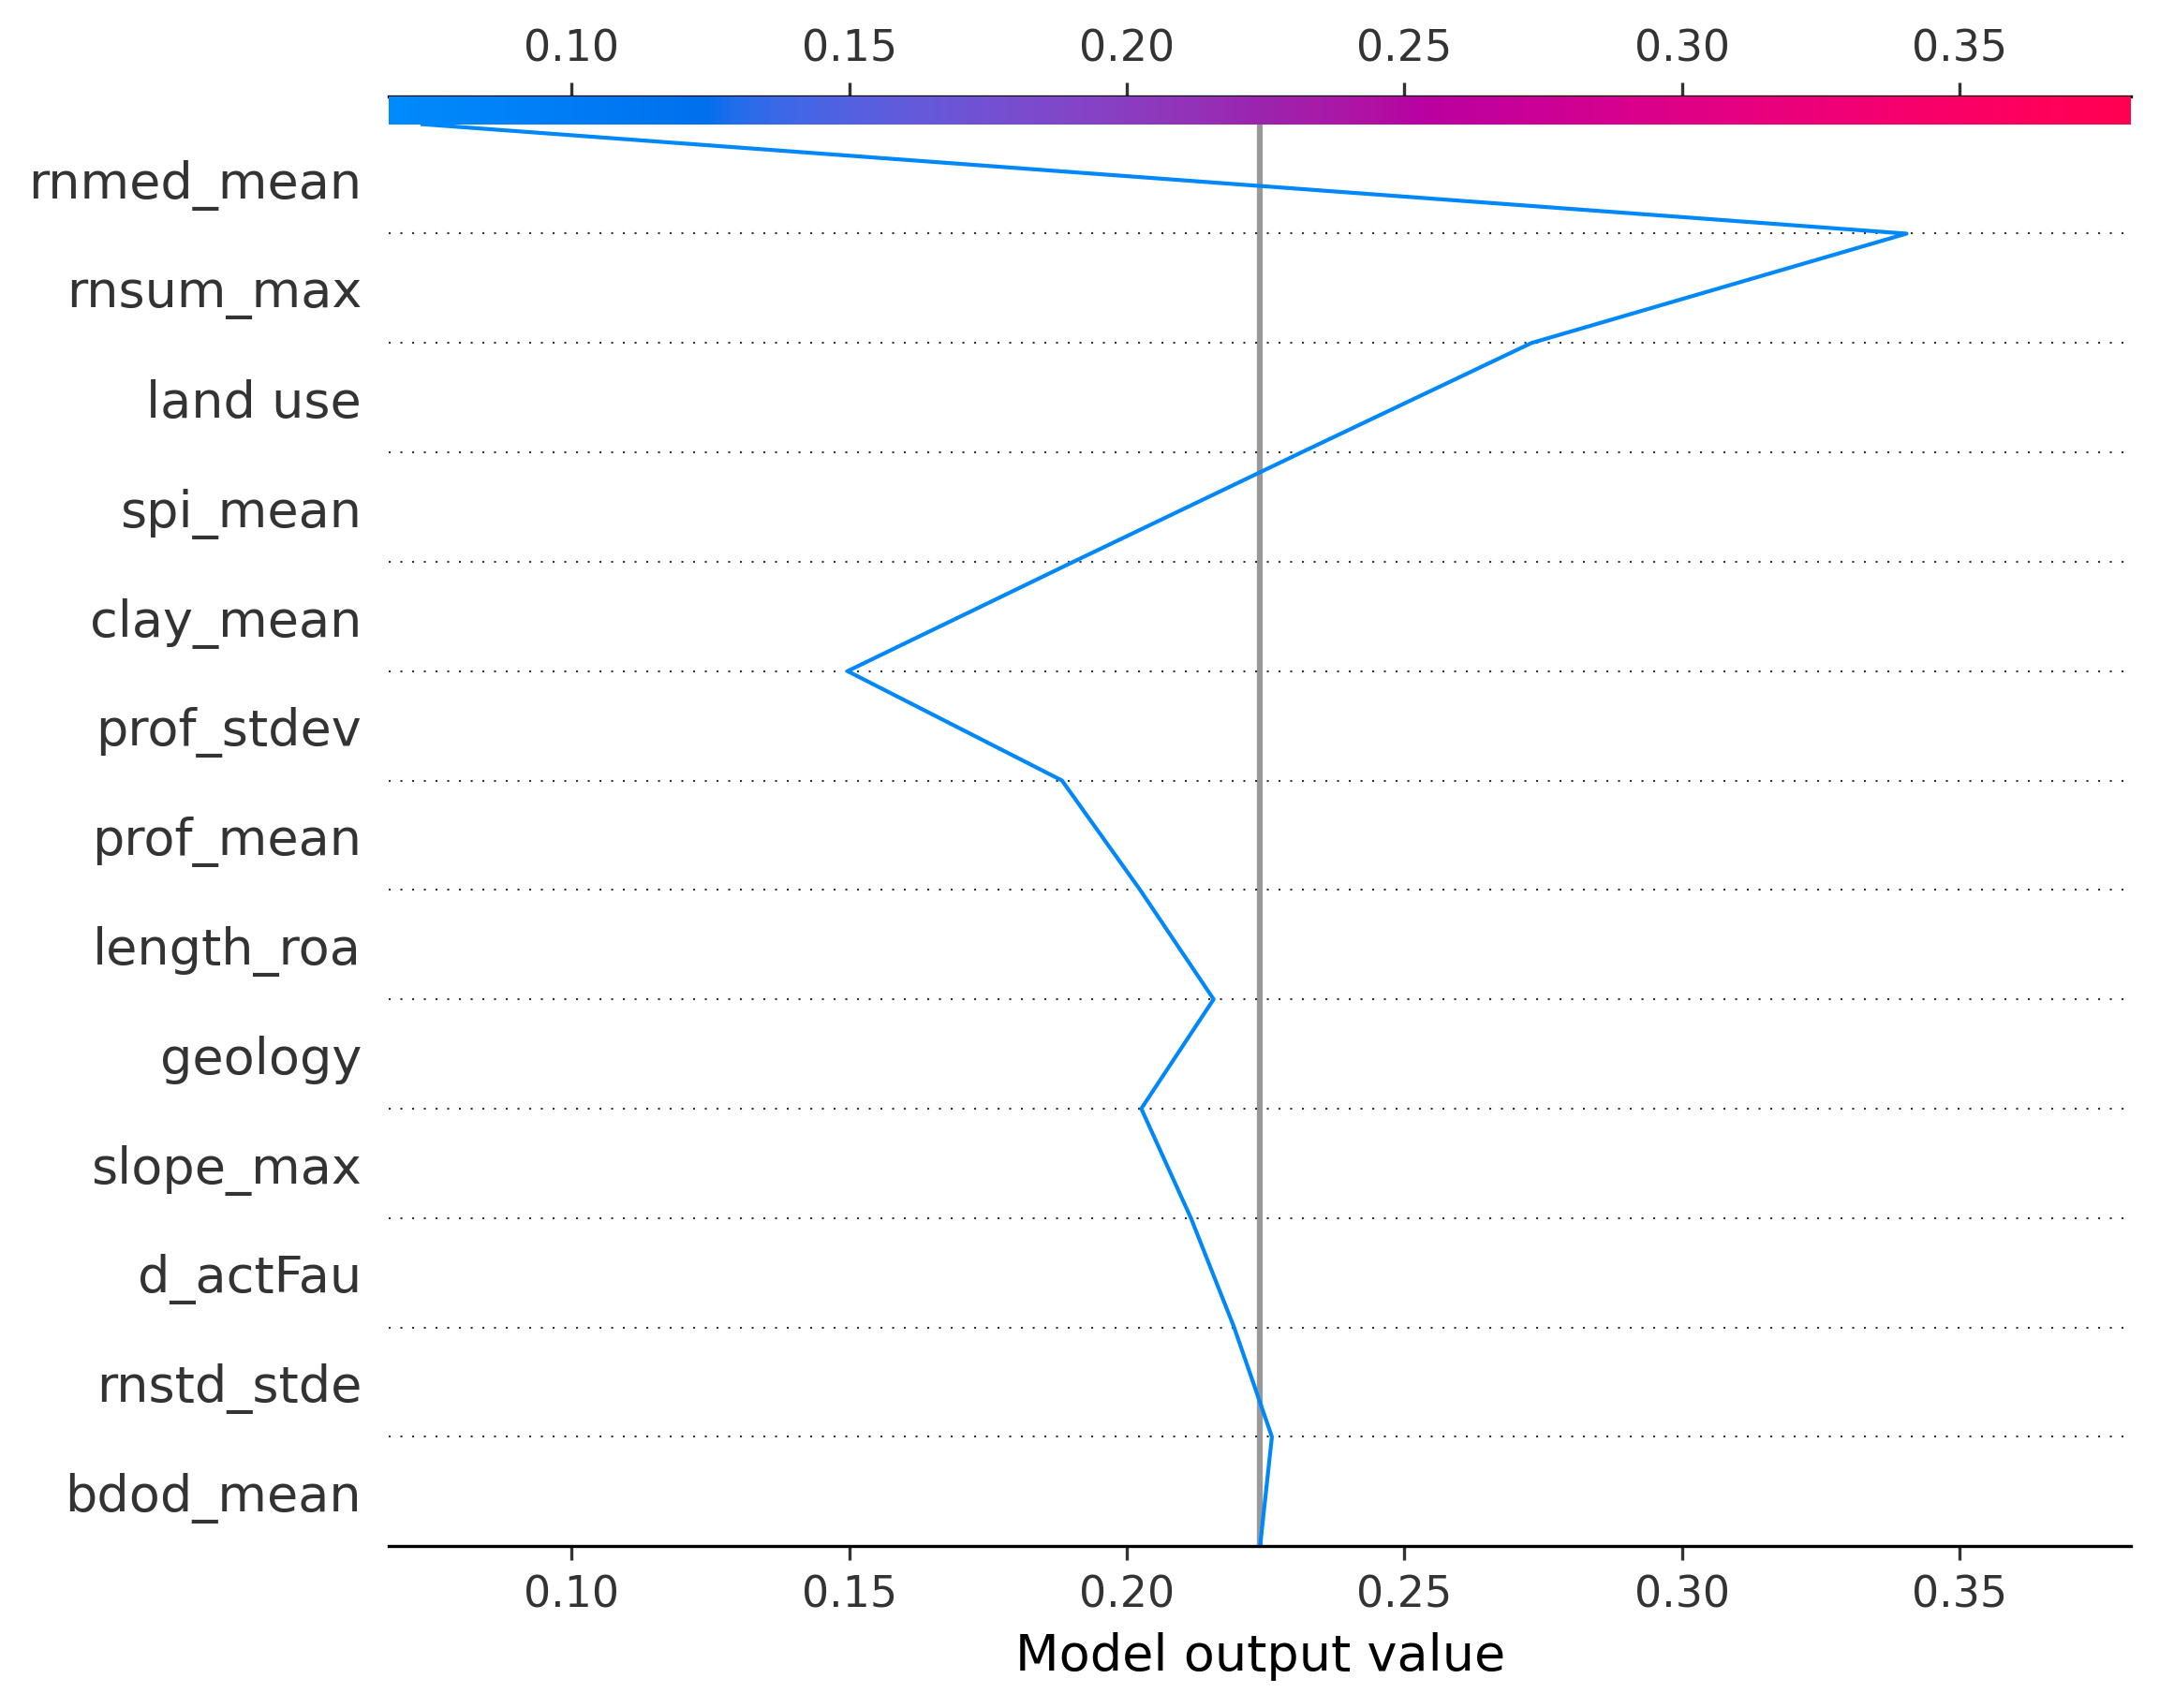 0.10 0.15 0.20 0.25 0.30 0.35
rnmed_mean
rnsum_max
land use
spi_mean
clay_mean
prof_stdev
prof_mean
length_roa
geology
slope_max
d_actFau
rnstd_stde
bdod_mean
0.10 0.15 0.20 0.25 0.30 0.35
Model output value